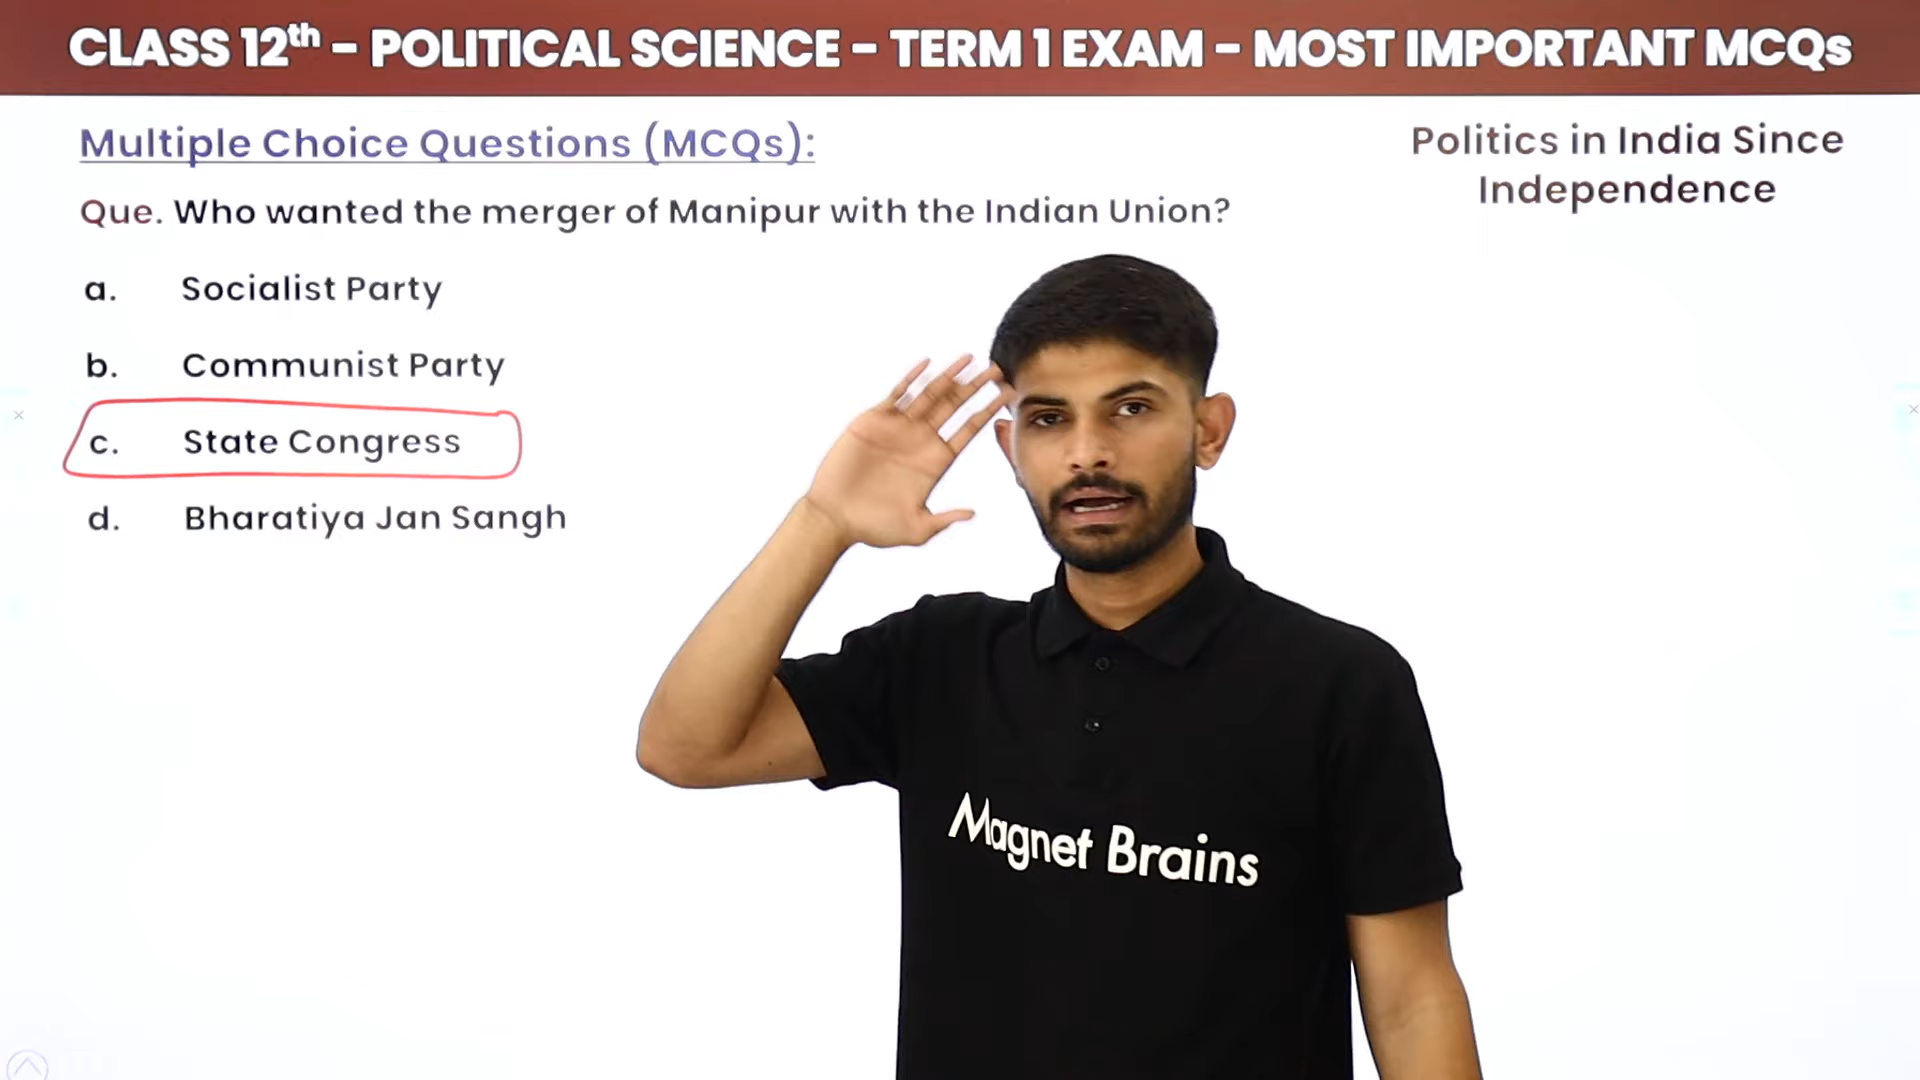 CLASS 12th – POLITICAL SCIENCE – TERM 1 EXAM – MOST IMPORTANT MCQs
Multiple Choice Questions (MCQs):
Politics in India Since
Independence
Que. Who wanted the merger of Manipur with the Indian Union?
a. Socialist Party
b. Communist Party
c. State Congress
d. Bharatiya Jan Sangh
Magnet Brains